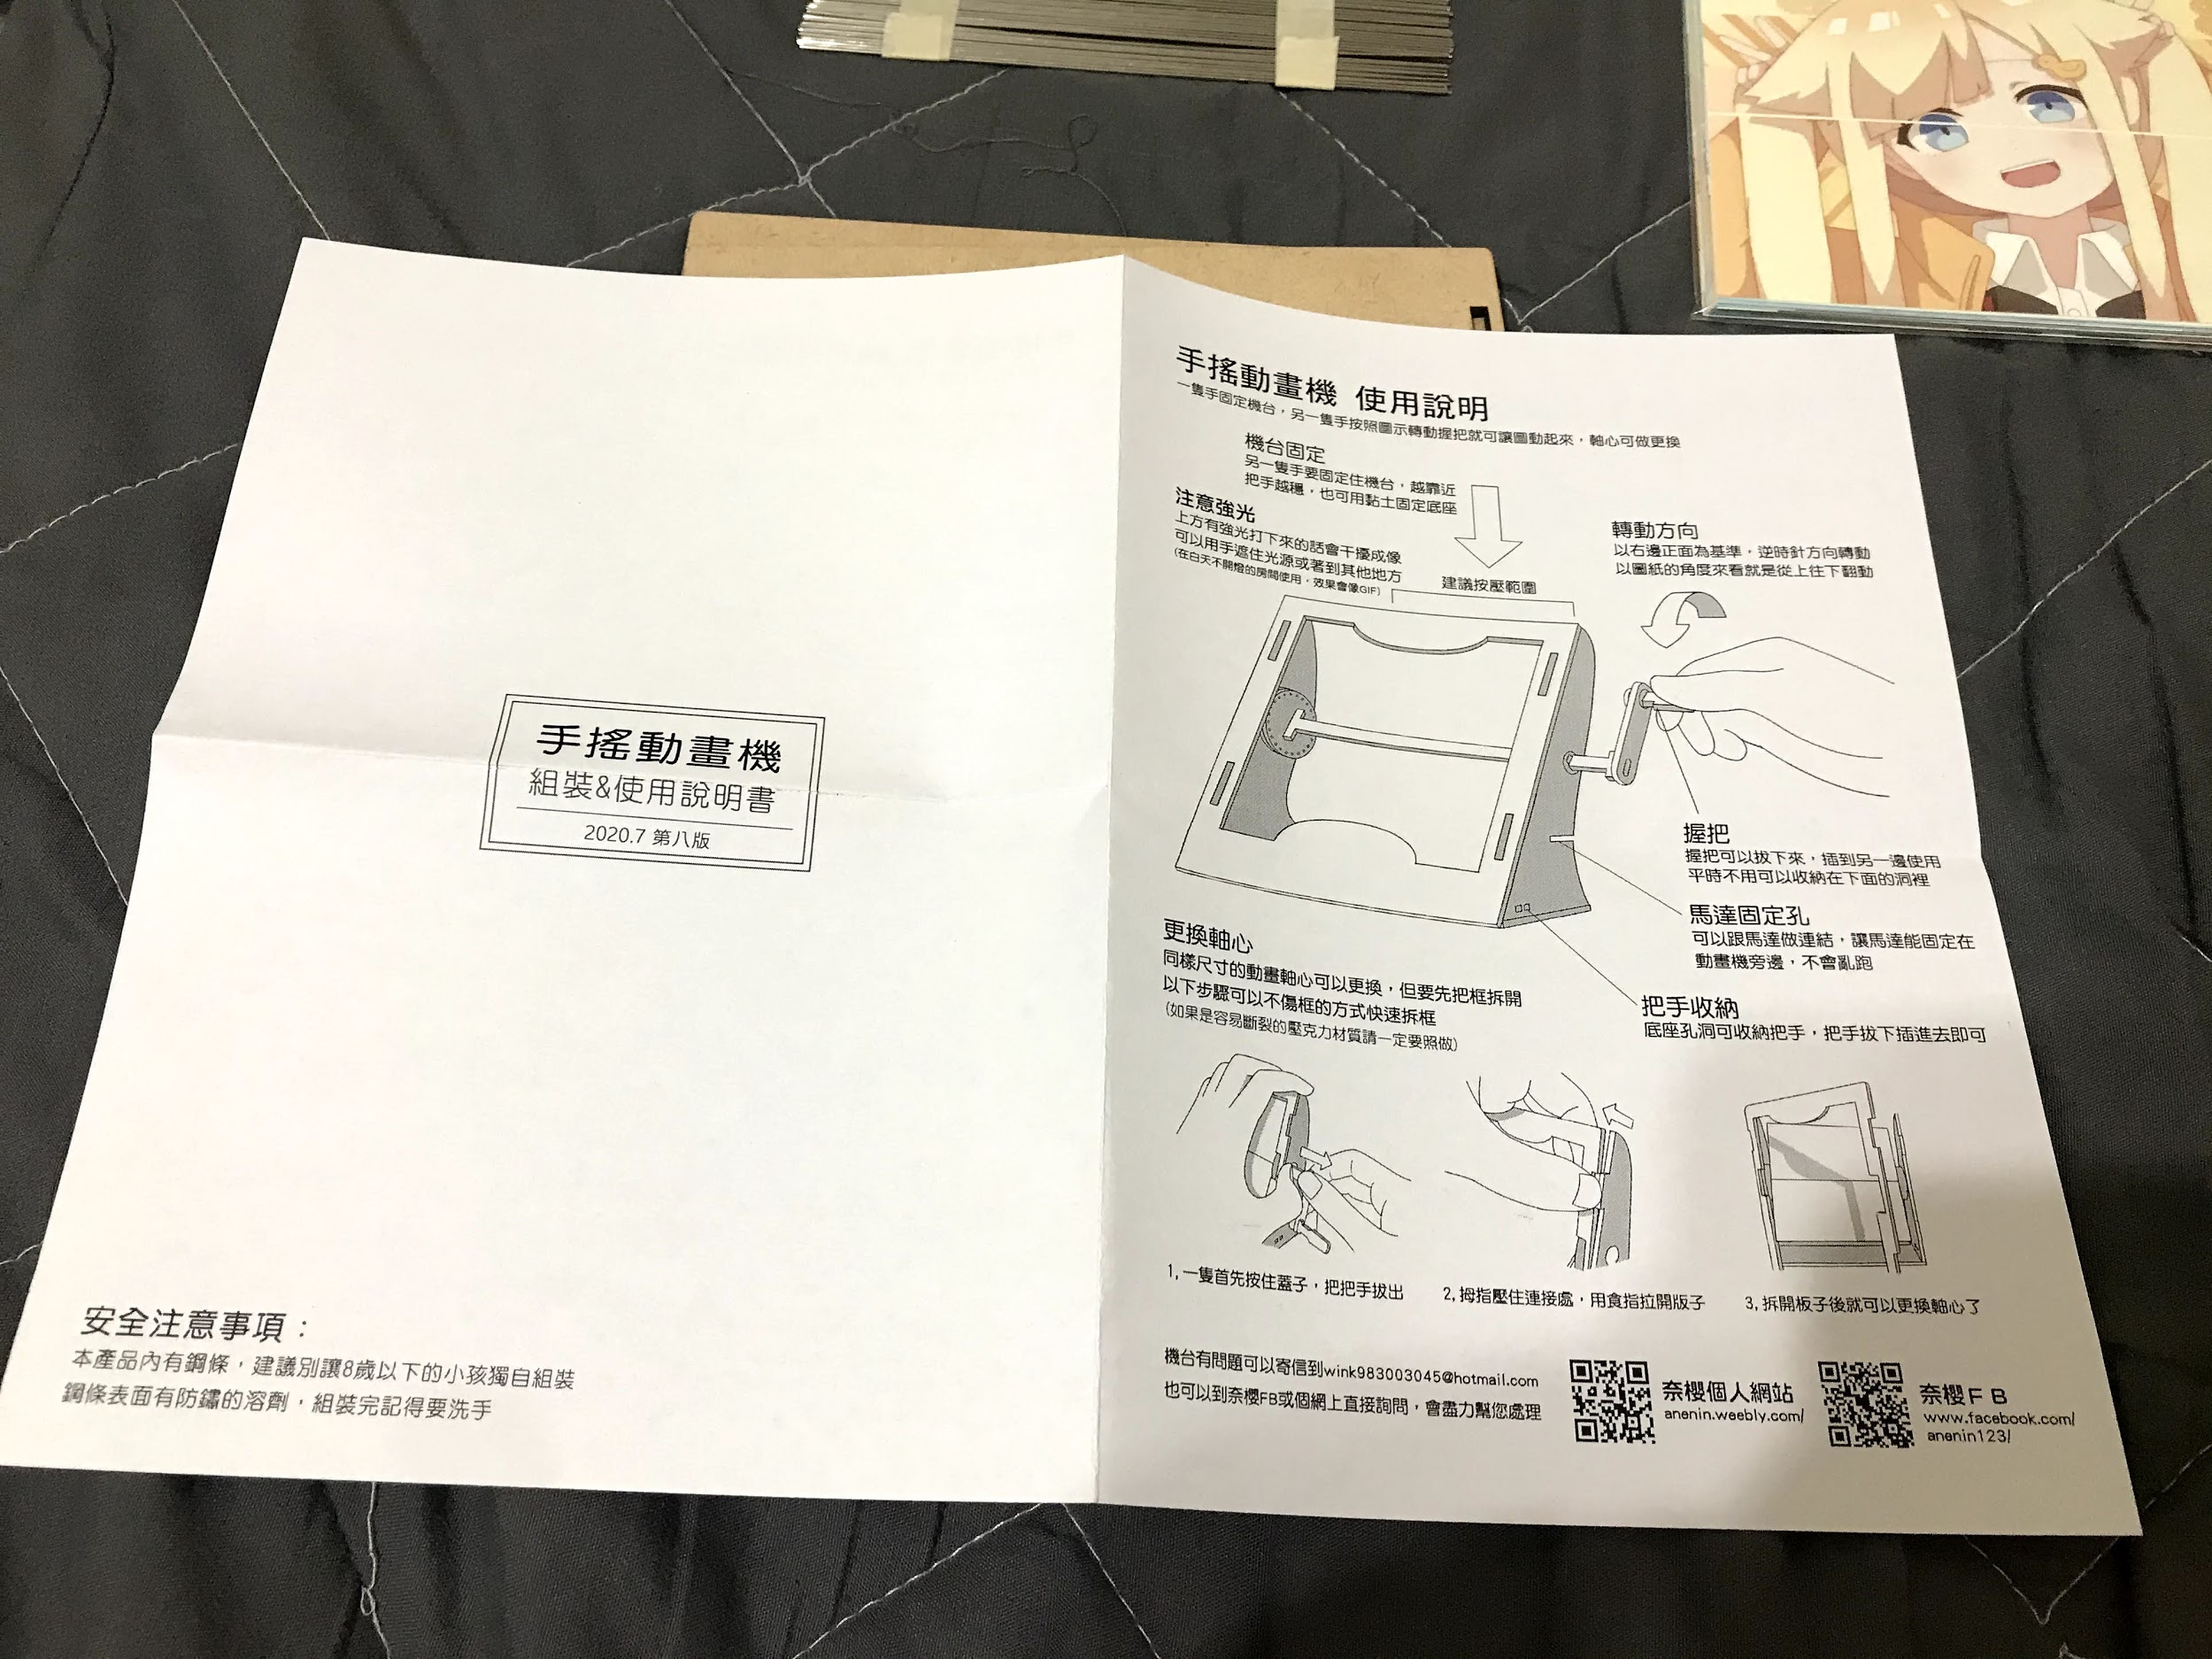 手搖動畫機
組裝&使用說明書
2020.7 第八版
安全注意事項：
本產品內有鋼條，建議別讓8歲以下的小孩獨自組裝
鋼條表面有防鏽的溶劑，組裝完記得要洗手
手搖動畫機 使用說明
一隻手固定機台，另一隻手按照圖示轉動握把就可讓圖動起來，軸心可做更換
機台固定
另一隻手要固定住機台，越靠近
把手越穩，也可用黏土固定底座
注意強光
上方有強光打下來的話會干擾成像
可以用手遮住光源或著到其他地方
(在白天不開燈的房間使用，效果會像GIF)
建議按壓範圍
轉動方向
以右邊正面為基準，逆時針方向轉動
以圖紙的角度來看就是從上往下翻動
握把
握把可以拔下來，插到另一邊使用
平時不用可以收納在下面的洞裡
馬達固定孔
可以跟馬達做連結，讓馬達能固定在
動畫機旁邊，不會亂跑
把手收納
底座孔洞可收納把手，把手拔下插進去即可
更換軸心
同樣尺寸的動畫軸心可以更換，但要先把框拆開
以下步驟可以不傷框的方式快速拆框
(如果是容易斷裂的壓克力材質請一定要照做)
1, 一隻首先按住蓋子，把把手拔出
2, 拇指壓住連接處，用食指拉開版子
3, 拆開板子後就可以更換軸心了
機台有問題可以寄信到wink983003045@hotmail.com
也可以到奈櫻FB或個網上直接詢問，會盡力幫您處理
奈櫻個人網站
anenin.weebly.com/
奈櫻ＦＢ
www.facebook.com/
anenin123/